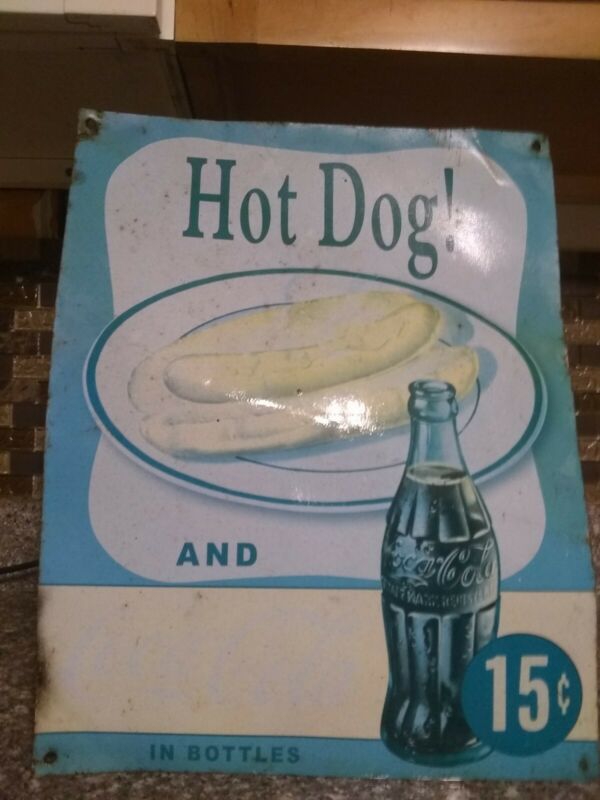 Hot Dog!
AND
Coca-Cola
15¢
IN BOTTLES